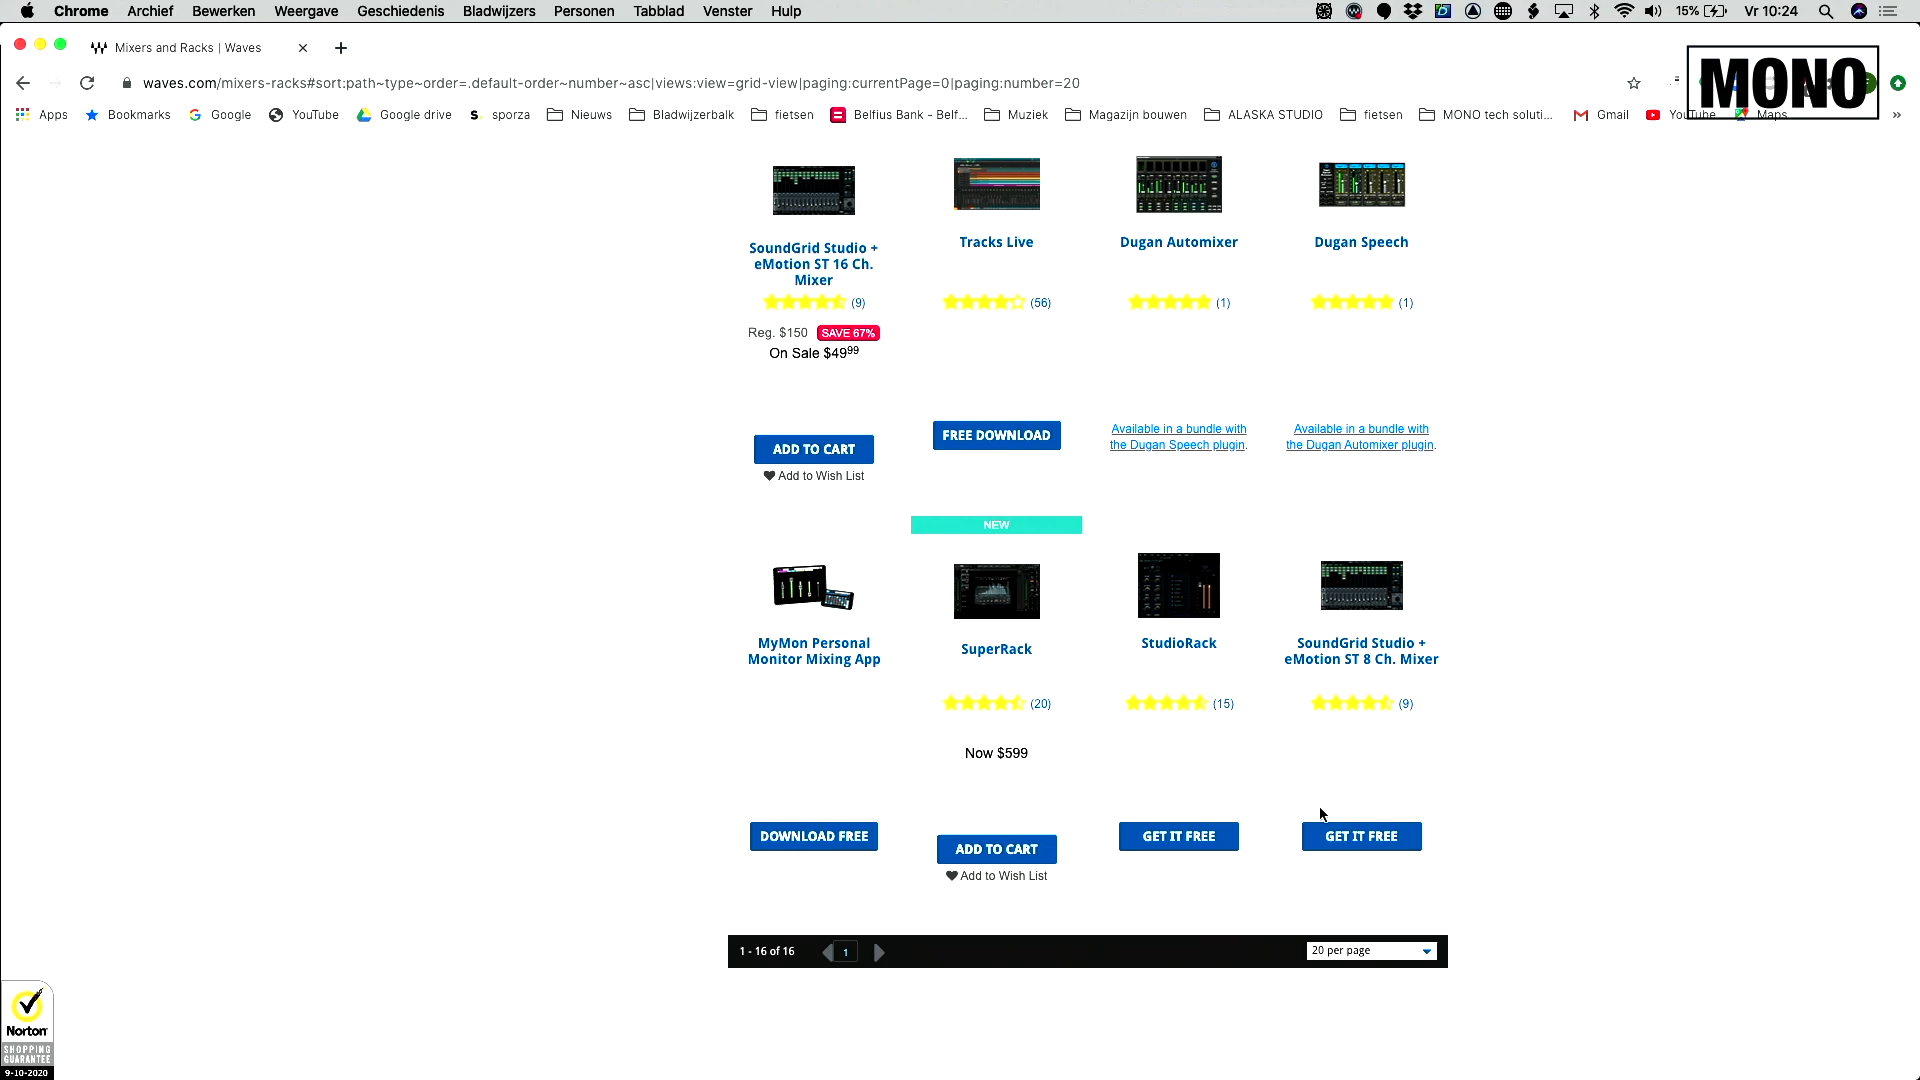 Chrome Archief Bewerken Weergave Geschiedenis Bladwijzers Personen Tabblad Venster Hulp 15% Vr 10:24
Mixers and Racks | Waves
waves.com/mixers-racks#sort:path~type~order=.default-order~number~asc|views:view=grid-view|paging:currentPage=0|paging:number=20
MONO
Apps Bookmarks Google YouTube Google drive sporza Nieuws Bladwijzerbalk fietsen Belfius Bank - Belf... Muziek Magazijn bouwen ALASKA STUDIO fietsen MONO tech soluti... Gmail YouTube Maps »
SoundGrid Studio +
eMotion ST 16 Ch.
Mixer
(9)
Reg. $150 SAVE 67%
On Sale $49⁹⁹
ADD TO CART
Add to Wish List
Tracks Live
(56)
FREE DOWNLOAD
Dugan Automixer
(1)
Available in a bundle with
the Dugan Speech plugin.
Dugan Speech
(1)
Available in a bundle with
the Dugan Automixer plugin.
MyMon Personal
Monitor Mixing App
DOWNLOAD FREE
NEW
SuperRack
(20)
Now $599
ADD TO CART
Add to Wish List
StudioRack
(15)
GET IT FREE
SoundGrid Studio +
eMotion ST 8 Ch. Mixer
(9)
GET IT FREE
1 - 16 of 16 1 20 per page
Norton
SHOPPING
GUARANTEE
9-10-2020